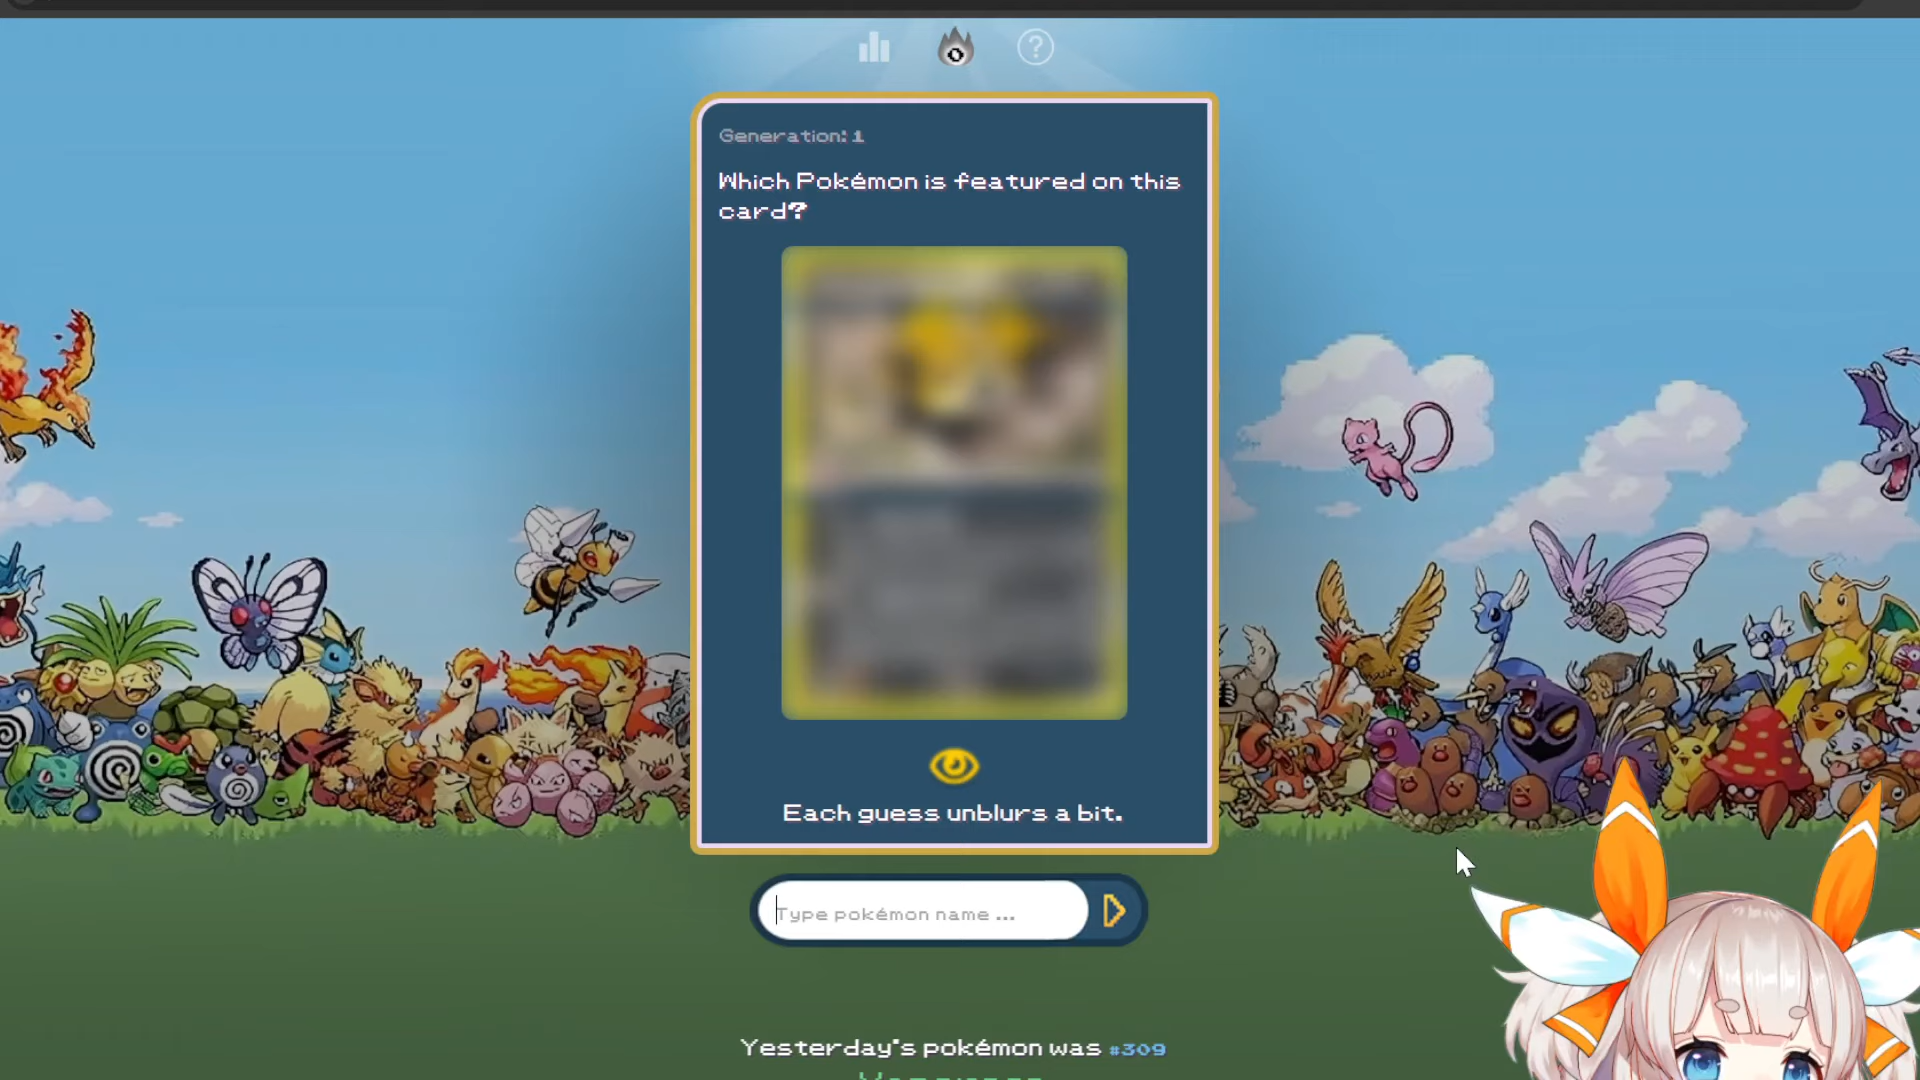 Generation: 1
Which Pokémon is featured on this
card?
Each guess unblurs a bit.
Type pokémon name ...
Yesterday's pokémon was #309